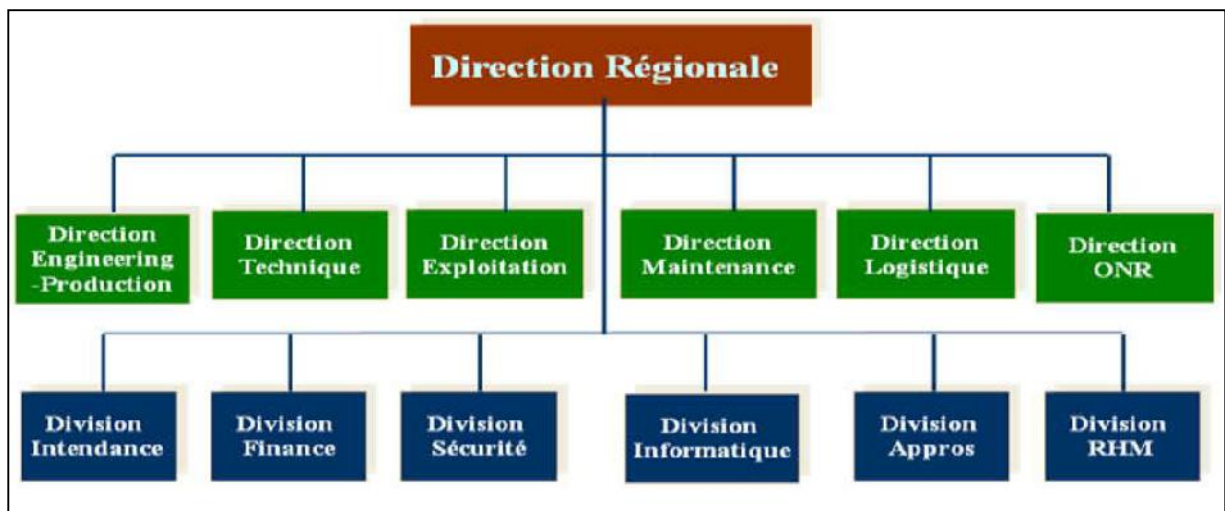 Direction Régionale
Direction
Engineering
-Production
Direction
Technique
Direction
Exploitation
Direction
Maintenance
Direction
Logistique
Direction
ONR
Division
Intendance
Division
Finance
Division
Sécurité
Division
Informatique
Division
Appros
Division
RHM